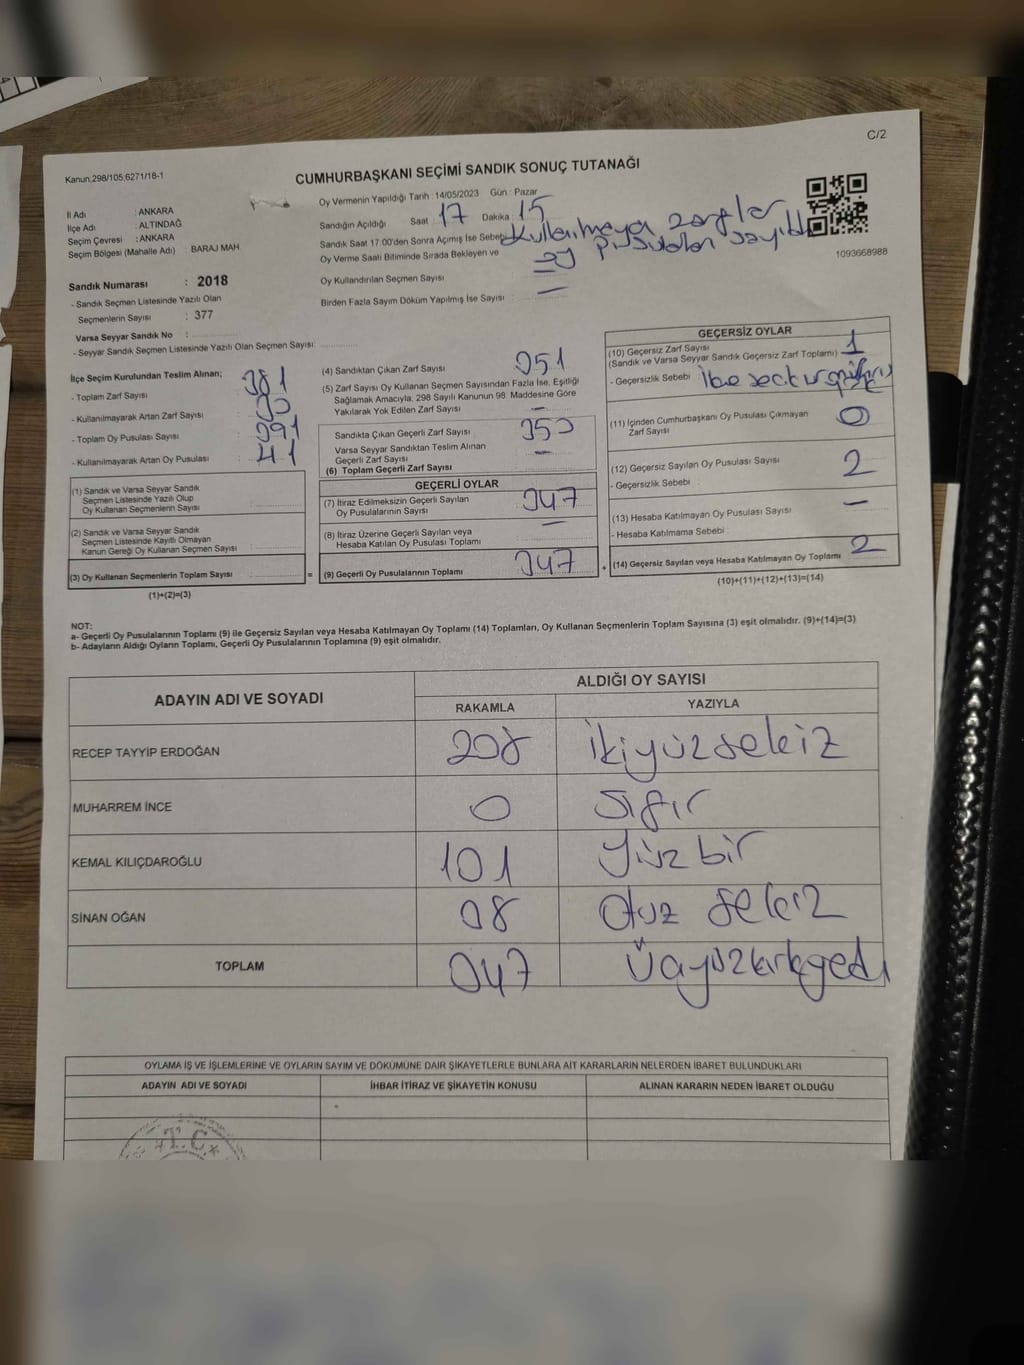 C/2
Kanun;298/105,6271/18-1
CUMHURBAŞKANI SEÇİMİ SANDIK SONUÇ TUTANAĞI
İl Adı : ANKARA
İlçe Adı : ALTINDAĞ
Seçim Çevresi : ANKARA
Seçim Bölgesi (Mahalle Adı) : BARAJ MAH
Oy Vermenin Yapıldığı Tarih : 14/05/2023 Gün : Pazar
Sandığın Açıldığı Saat : 17 Dakika : 15
Sandık Saat 17:00'den Sonra Açımış İse Sebebi : Kullanılmayan zarflar
Oy Verme Saati Bitiminde Sırada Bekleyen ve pusulaları sayıldı
Oy Kullandırılan Seçmen Sayısı
Birden Fazla Sayım Döküm Yapılmış İse Sayısı : —
1093668988
Sandık Numarası : 2018
- Sandık Seçmen Listesinde Yazılı Olan
Seçmenlerin Sayısı : 377
Varsa Seyyar Sandık No :
- Seyyar Sandık Seçmen Listesinde Yazılı Olan Seçmen Sayısı:
İlçe Seçim Kurulundan Teslim Alınan;
- Toplam Zarf Sayısı : 381
- Kullanılmayarak Artan Zarf Sayısı : 30
- Toplam Oy Pusulası Sayısı : 391
- Kullanılmayarak Artan Oy Pusulası : 41
(1) Sandık ve Varsa Seyyar Sandık
Seçmen Listesinde Yazılı Olup
Oy Kullanan Seçmenlerin Sayısı
(2) Sandık ve Varsa Seyyar Sandık
Seçmen Listesinde Kayıtlı Olmayan
Kanun Gereği Oy Kullanan Seçmen Sayısı :
(3) Oy Kullanan Seçmenlerin Toplam Sayısı
(1)+(2)=(3)
(4) Sandıktan Çıkan Zarf Sayısı 351
(5) Zarf Sayısı Oy Kullanan Seçmen Sayısından Fazla İse, Eşitliği
Sağlamak Amacıyla, 298 Sayılı Kanunun 98. Maddesine Göre
Yakılarak Yok Edilen Zarf Sayısı : —
Sandıkta Çıkan Geçerli Zarf Sayısı 350
Varsa Seyyar Sandıktan Teslim Alınan
Geçerli Zarf Sayısı —
(6) Toplam Geçerli Zarf Sayısı
GEÇERLİ OYLAR
(7) İtiraz Edilmeksizin Geçerli Sayılan
Oy Pusulalarının Sayısı 347
(8) İtiraz Üzerine Geçerli Sayılan veya
Hesaba Katılan Oy Pusulası Toplamı —
= (9) Geçerli Oy Pusulalarının Toplamı 347
GEÇERSİZ OYLAR
(10) Geçersiz Zarf Sayısı 1
(Sandık ve Varsa Seyyar Sandık Geçersiz Zarf Toplamı)
- Geçersizlik Sebebi :
(11) İçinden Cumhurbaşkanı Oy Pusulası Çıkmayan
Zarf Sayısı 0
(12) Geçersiz Sayılan Oy Pusulası Sayısı 2
- Geçersizlik Sebebi :
(13) Hesaba Katılmayan Oy Pusulası Sayısı —
- Hesaba Katılmama Sebebi :
+ (14) Geçersiz Sayılan veya Hesaba Katılmayan Oy Toplamı 2
(10)+(11)+(12)+(13)=(14)
NOT:
a- Geçerli Oy Pusulalarının Toplamı (9) ile Geçersiz Sayılan veya Hesaba Katılmayan Oy Toplamı (14) Toplamları, Oy Kullanan Seçmenlerin Toplam Sayısına (3) eşit olmalıdır. (9)+(14)=(3)
b- Adayların Aldığı Oyların Toplamı, Geçerli Oy Pusulalarının Toplamına (9) eşit olmalıdır.
ADAYIN ADI VE SOYADI
ALDIĞI OY SAYISI
RAKAMLA YAZIYLA
RECEP TAYYİP ERDOĞAN 208 ikiyüzsekiz
MUHARREM İNCE 0 sıfır
KEMAL KILIÇDAROĞLU 101 Yüz bir
SİNAN OĞAN 38 Otuz sekiz
TOPLAM 347 Üçyüzkırkyedi
OYLAMA İŞ VE İŞLEMLERİNE VE OYLARIN SAYIM VE DÖKÜMÜNE DAİR ŞİKAYETLERLE BUNLARA AİT KARARLARIN NELERDEN İBARET BULUNDUKLARI
ADAYIN ADI VE SOYADI İHBAR İTİRAZ VE ŞİKAYETİN KONUSU ALINAN KARARIN NEDEN İBARET OLDUĞU
T.C.